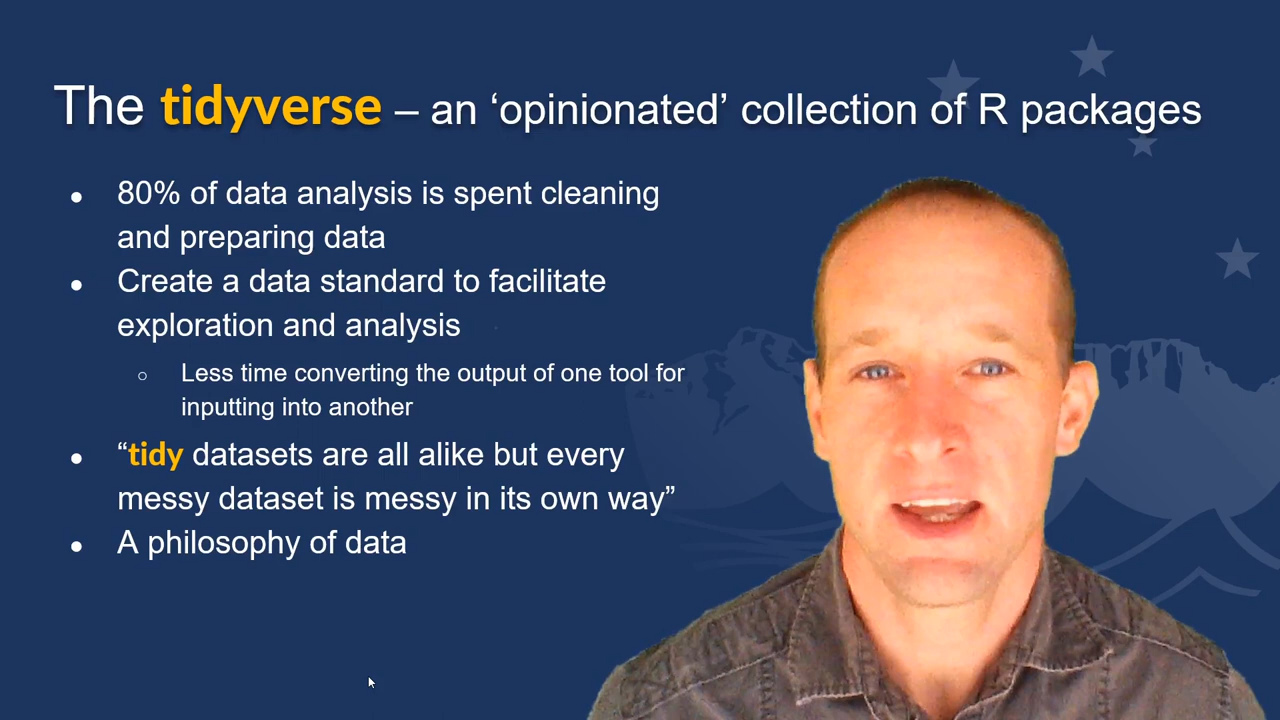 The tidyverse – an ‘opinionated’ collection of R packages
● 80% of data analysis is spent cleaning
and preparing data
● Create a data standard to facilitate
exploration and analysis
○ Less time converting the output of one tool for
inputting into another
● “tidy datasets are all alike but every
messy dataset is messy in its own way”
● A philosophy of data